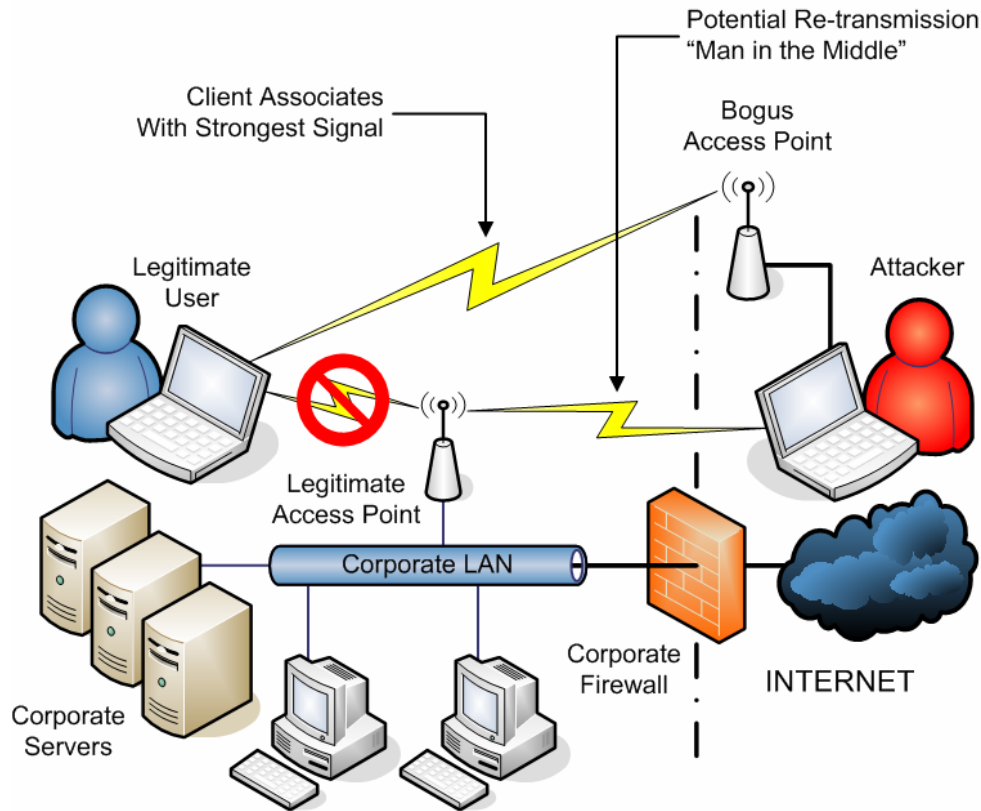 Potential Re-transmission
“Man in the Middle”
Client Associates
With Strongest Signal
Bogus
Access Point
Legitimate
User
Attacker
Legitimate
Access Point
Corporate LAN
Corporate
Firewall
INTERNET
Corporate
Servers